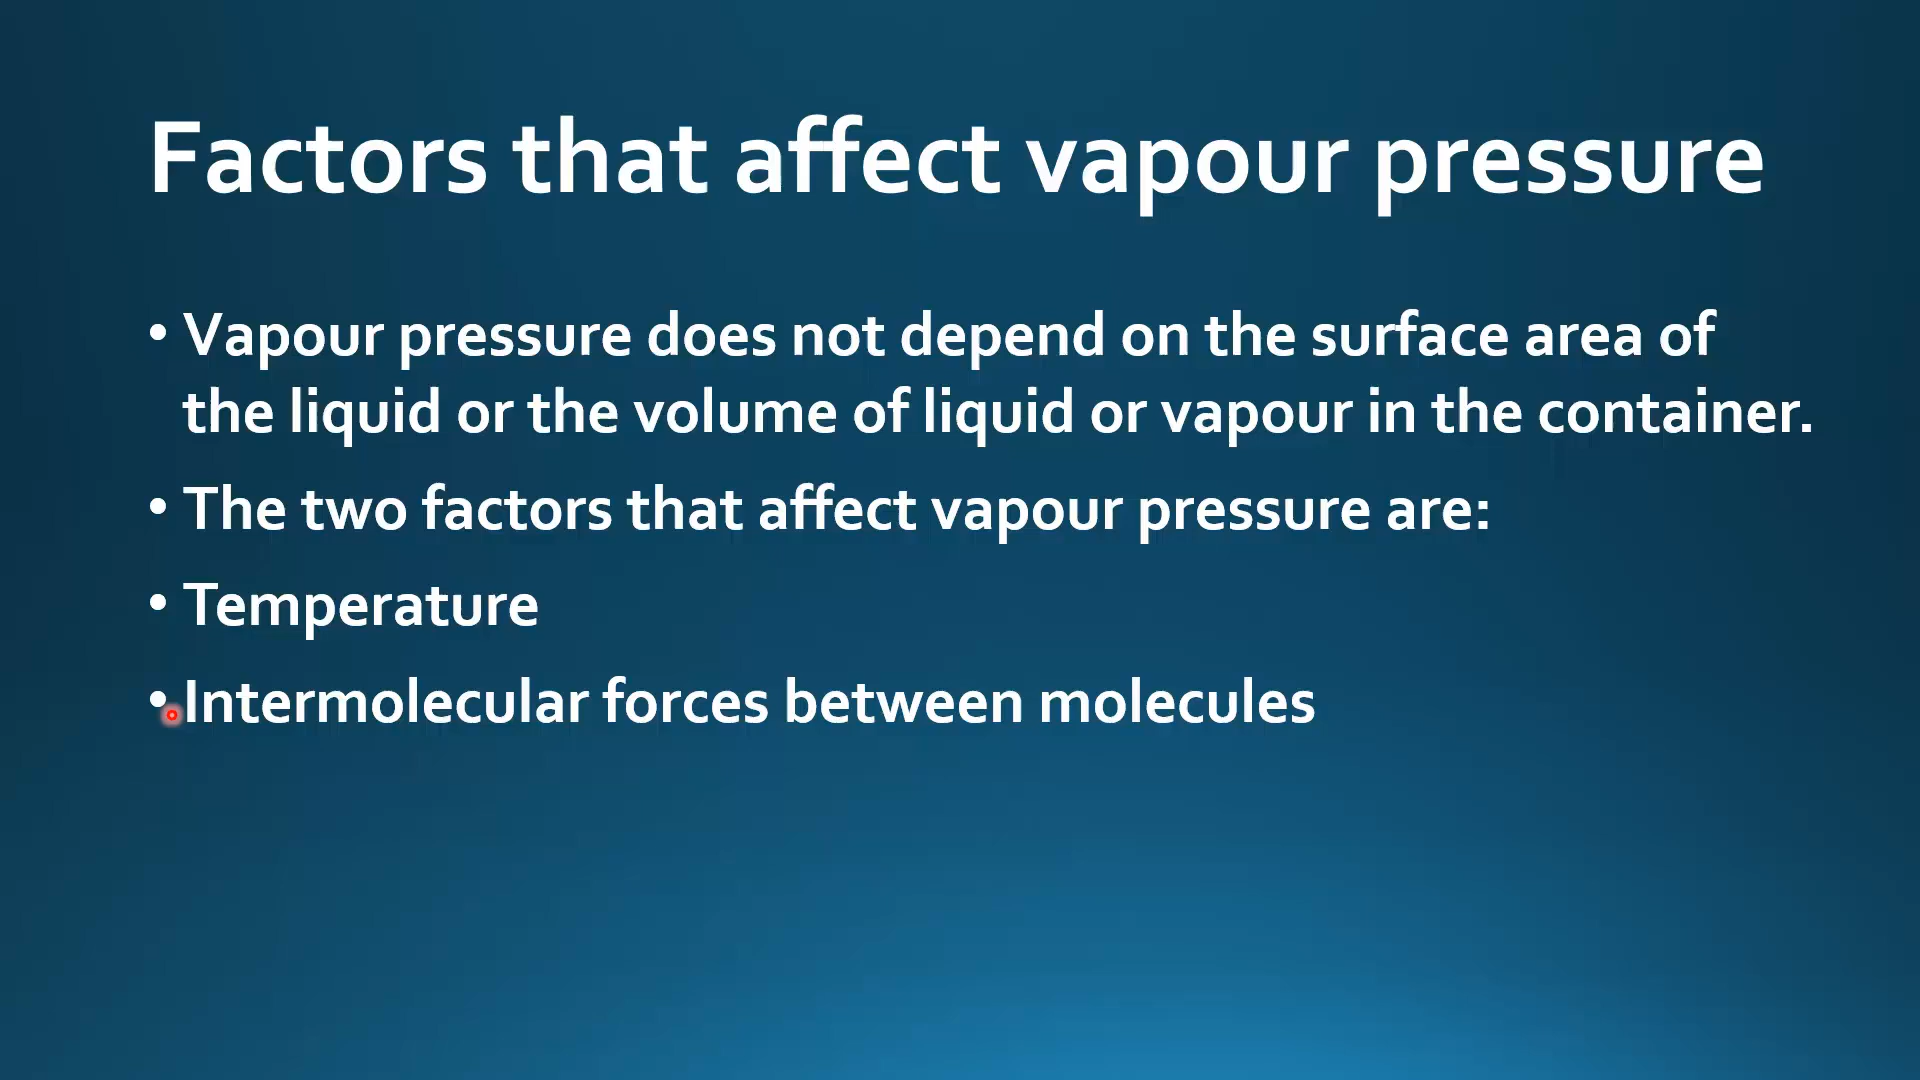 Factors that affect vapour pressure
• Vapour pressure does not depend on the surface area of
the liquid or the volume of liquid or vapour in the container.
• The two factors that affect vapour pressure are:
• Temperature
• Intermolecular forces between molecules